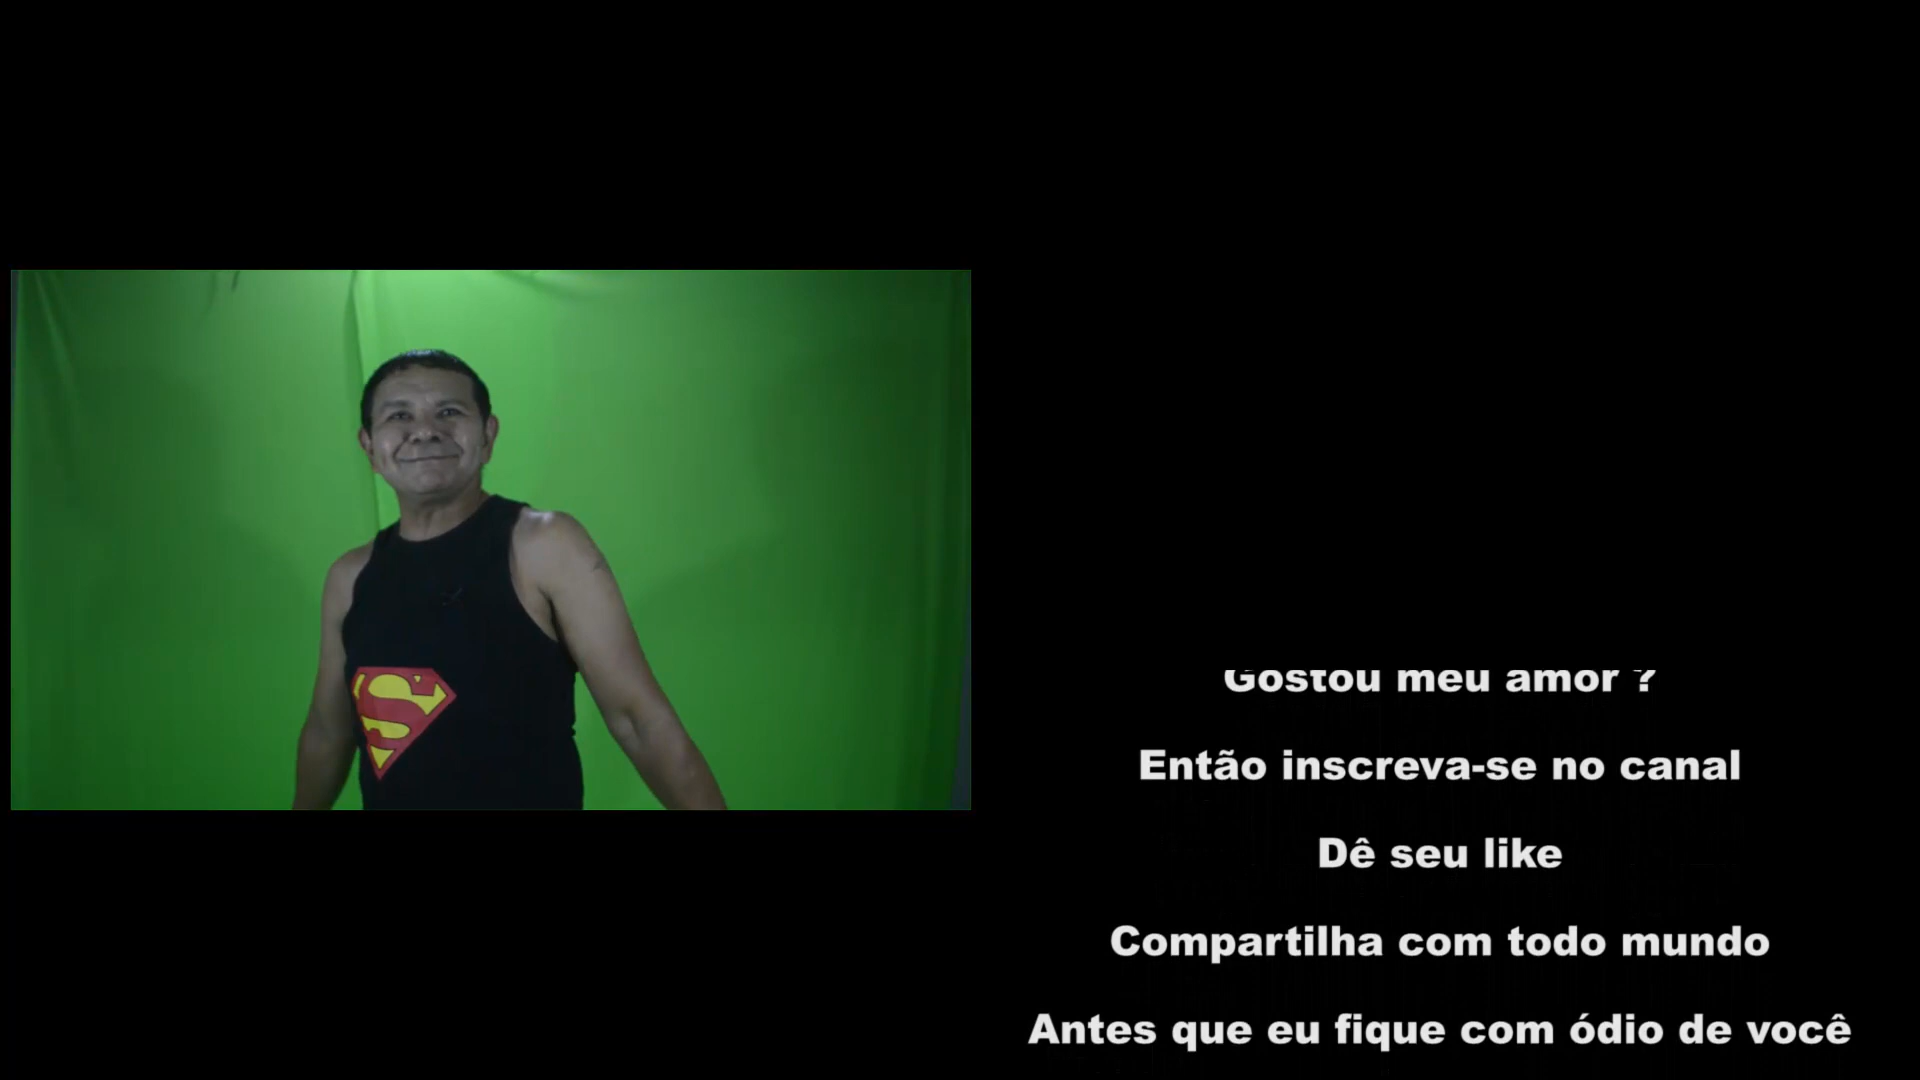 Gostou meu amor ?
Então inscreva-se no canal
Dê seu like
Compartilha com todo mundo
Antes que eu fique com ódio de você